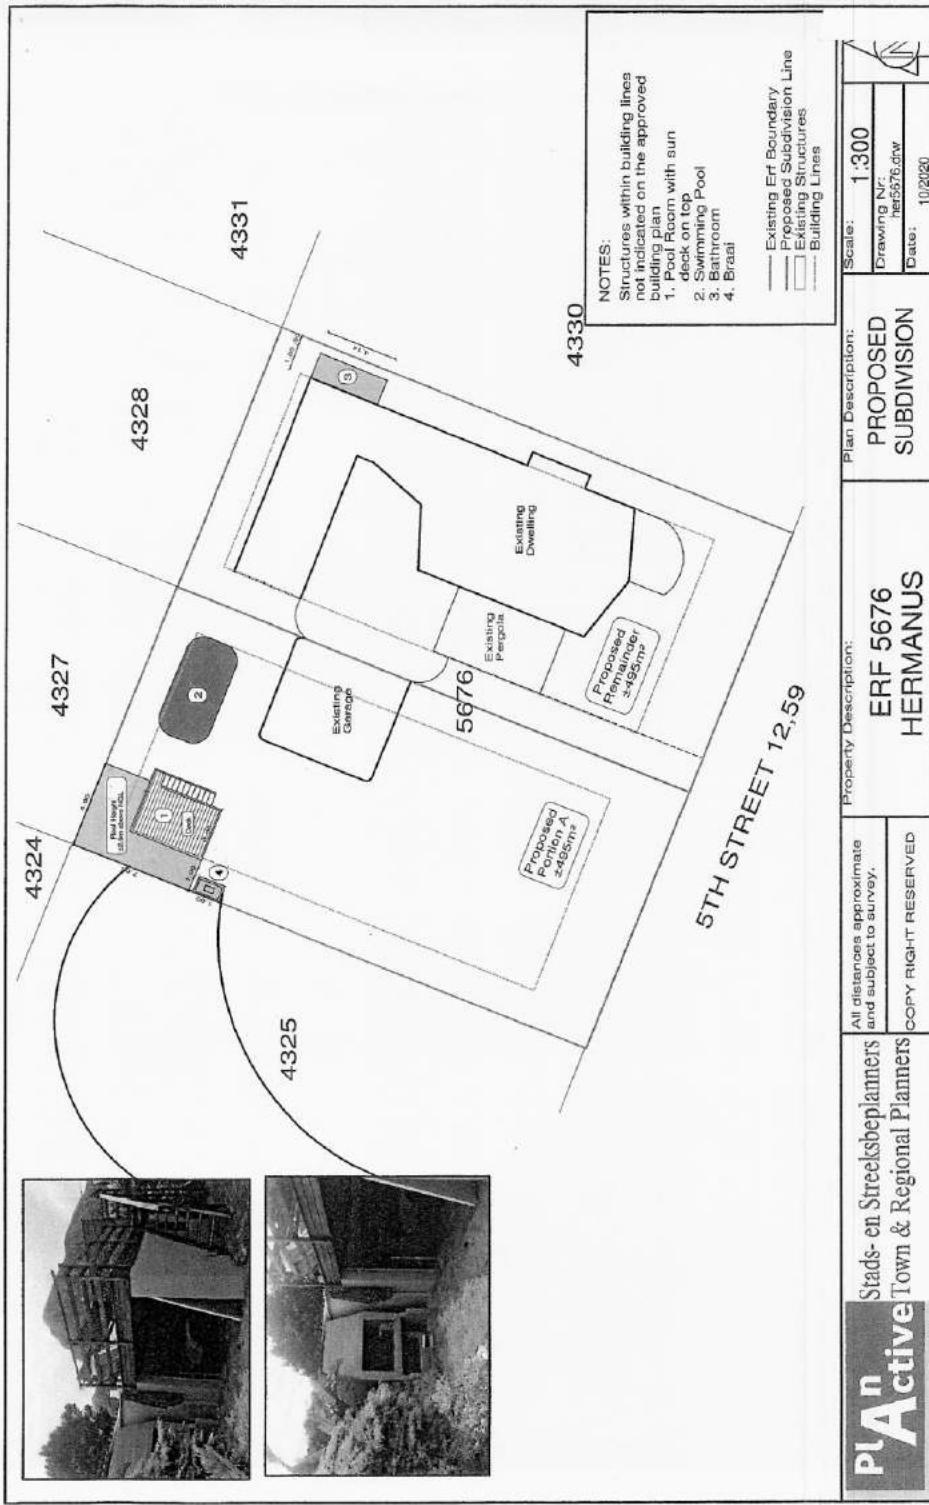 4324
4327
4328
4331
4325
4330
5676
1
2
3
4
Deck
Existing
Garage
Existing
Pergola
Existing
Dwelling
Proposed
Portion A
±495m²
Proposed
Remainder
±495m²
5TH STREET 12,59
NOTES:
Structures within building lines
not indicated on the approved
building plan
1. Pool Room with sun
deck on top
2. Swimming Pool
3. Bathroom
4. Braai
Existing Erf Boundary
Proposed Subdivision Line
Existing Structures
Building Lines
Plan Active
Stads- en Streeksbeplanners
Town & Regional Planners
All distances approximate
and subject to survey.
COPY RIGHT RESERVED
Property Description:
ERF 5676
HERMANUS
Plan Description:
PROPOSED
SUBDIVISION
Scale:
1:300
Drawing Nr:
her5676.drw
Date:
10/2020
N